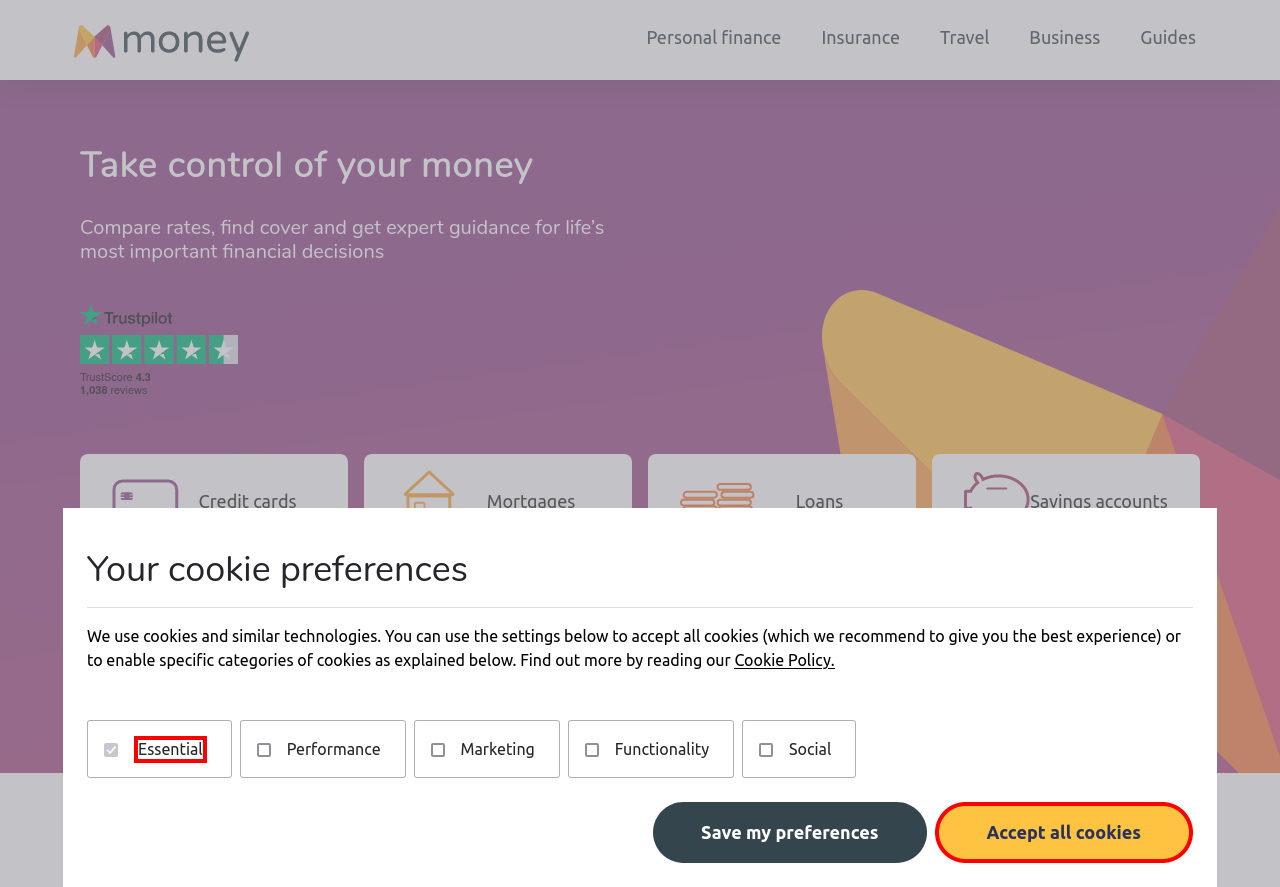 money
Personal finance
Insurance
Travel
Business
Guides
Take control of your money
Compare rates, find cover and get expert guidance for life's
most important financial decisions
Trustpilot
TrustScore 4.3
1,038 reviews
Credit cards
Mortgages
Loans
Savings accounts
Your cookie preferences
We use cookies and similar technologies. You can use the settings below to accept all cookies (which we recommend to give you the best experience) or
to enable specific categories of cookies as explained below. Find out more by reading our Cookie Policy.
Essential
Performance
Marketing
Functionality
Social
Save my preferences
Accept all cookies